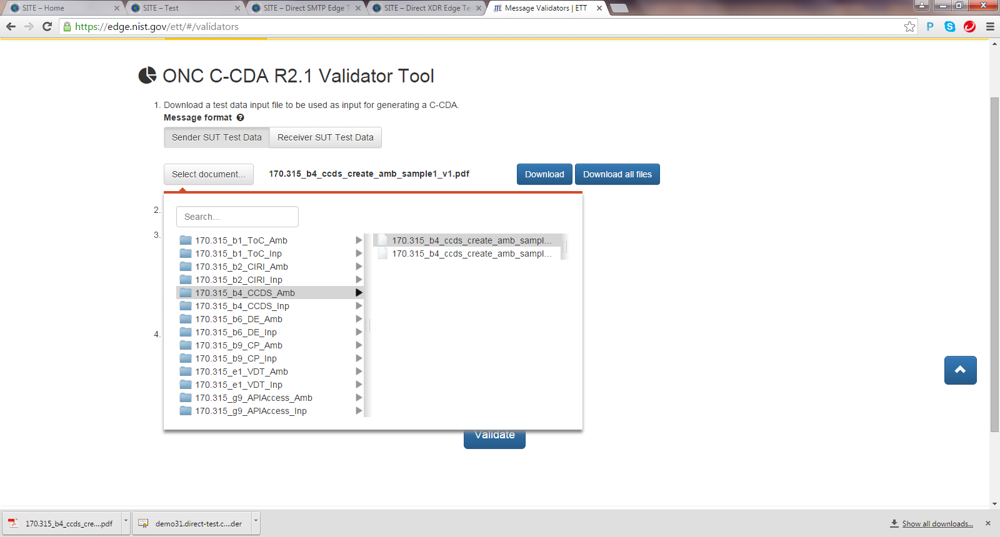 SITE – Home
SITE – Test
SITE – Direct SMTP Edge T
SITE – Direct XDR Edge Te
Message Validators | ETT
https://edge.nist.gov/ett/#/validators
ONC C-CDA R2.1 Validator Tool
1. Download a test data input file to be used as input for generating a C-CDA.
Message format
Sender SUT Test Data
Receiver SUT Test Data
Select document...
170.315_b4_ccds_create_amb_sample1_v1.pdf
Download
Download all files
2.
Search...
3.
170.315_b1_ToC_Amb
170.315_b1_ToC_Inp
170.315_b2_CIRI_Amb
170.315_b2_CIRI_Inp
170.315_b4_CCDS_Amb
170.315_b4_CCDS_Inp
170.315_b6_DE_Amb
170.315_b6_DE_Inp
170.315_b9_CP_Amb
170.315_b9_CP_Inp
170.315_e1_VDT_Amb
170.315_e1_VDT_Inp
170.315_g9_APIAccess_Amb
170.315_g9_APIAccess_Inp
170.315_b4_ccds_create_amb_sampl...
170.315_b4_ccds_create_amb_sampl...
4.
Validate
170.315_b4_ccds_cre....pdf
demo31.direct-test.c....der
Show all downloads...